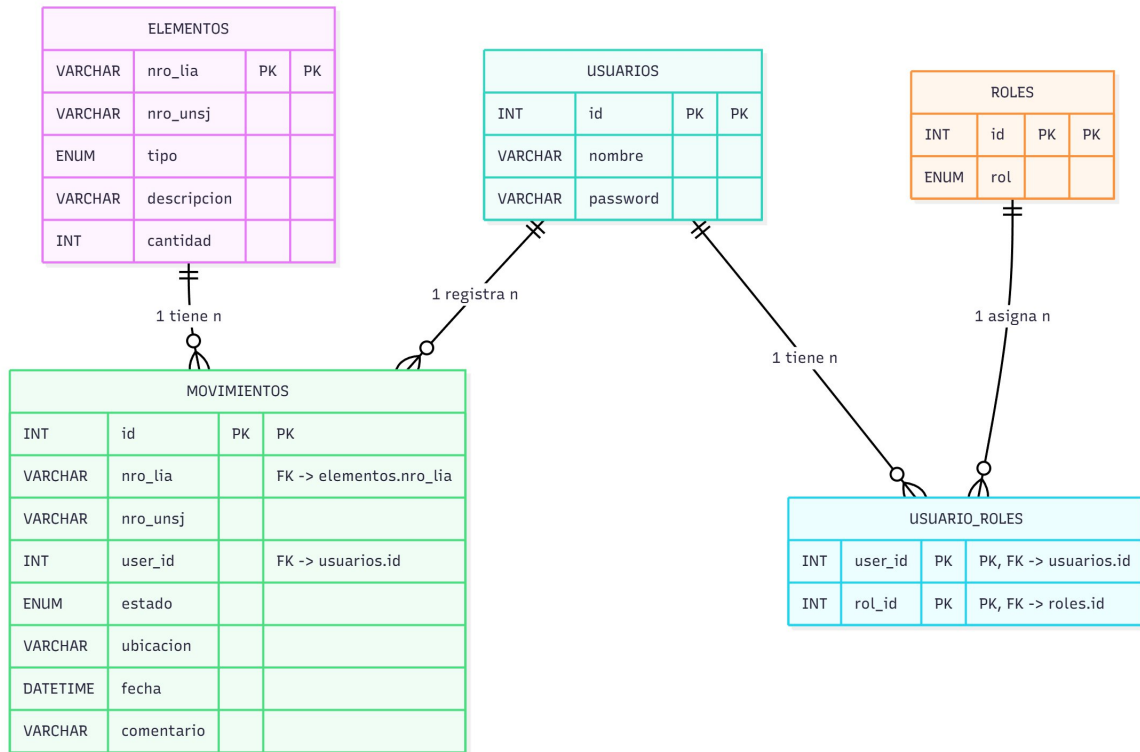 ELEMENTOS
VARCHAR nro_lia PK PK
VARCHAR nro_unsj
ENUM tipo
VARCHAR descripcion
INT cantidad
USUARIOS
INT id PK PK
VARCHAR nombre
VARCHAR password
ROLES
INT id PK PK
ENUM rol
1 tiene n
1 registra n
1 tiene n
1 asigna n
MOVIMIENTOS
INT id PK PK
VARCHAR nro_lia FK -> elementos.nro_lia
VARCHAR nro_unsj
INT user_id FK -> usuarios.id
ENUM estado
VARCHAR ubicacion
DATETIME fecha
VARCHAR comentario
USUARIO_ROLES
INT user_id PK PK, FK -> usuarios.id
INT rol_id PK PK, FK -> roles.id